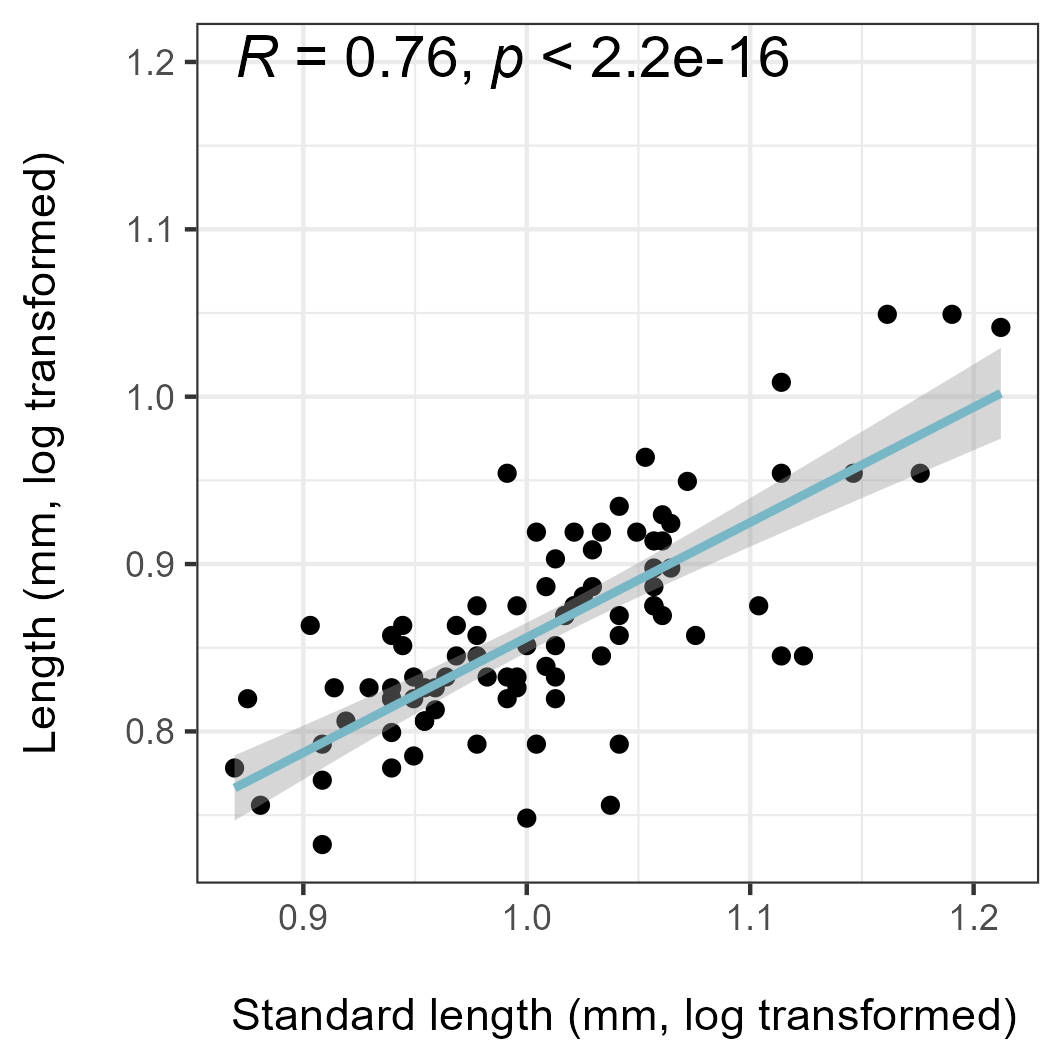 R = 0.76, p < 2.2e-16
1.2
1.1
1.0
0.9
0.8
Length (mm, log transformed)
0.9 1.0 1.1 1.2
Standard length (mm, log transformed)